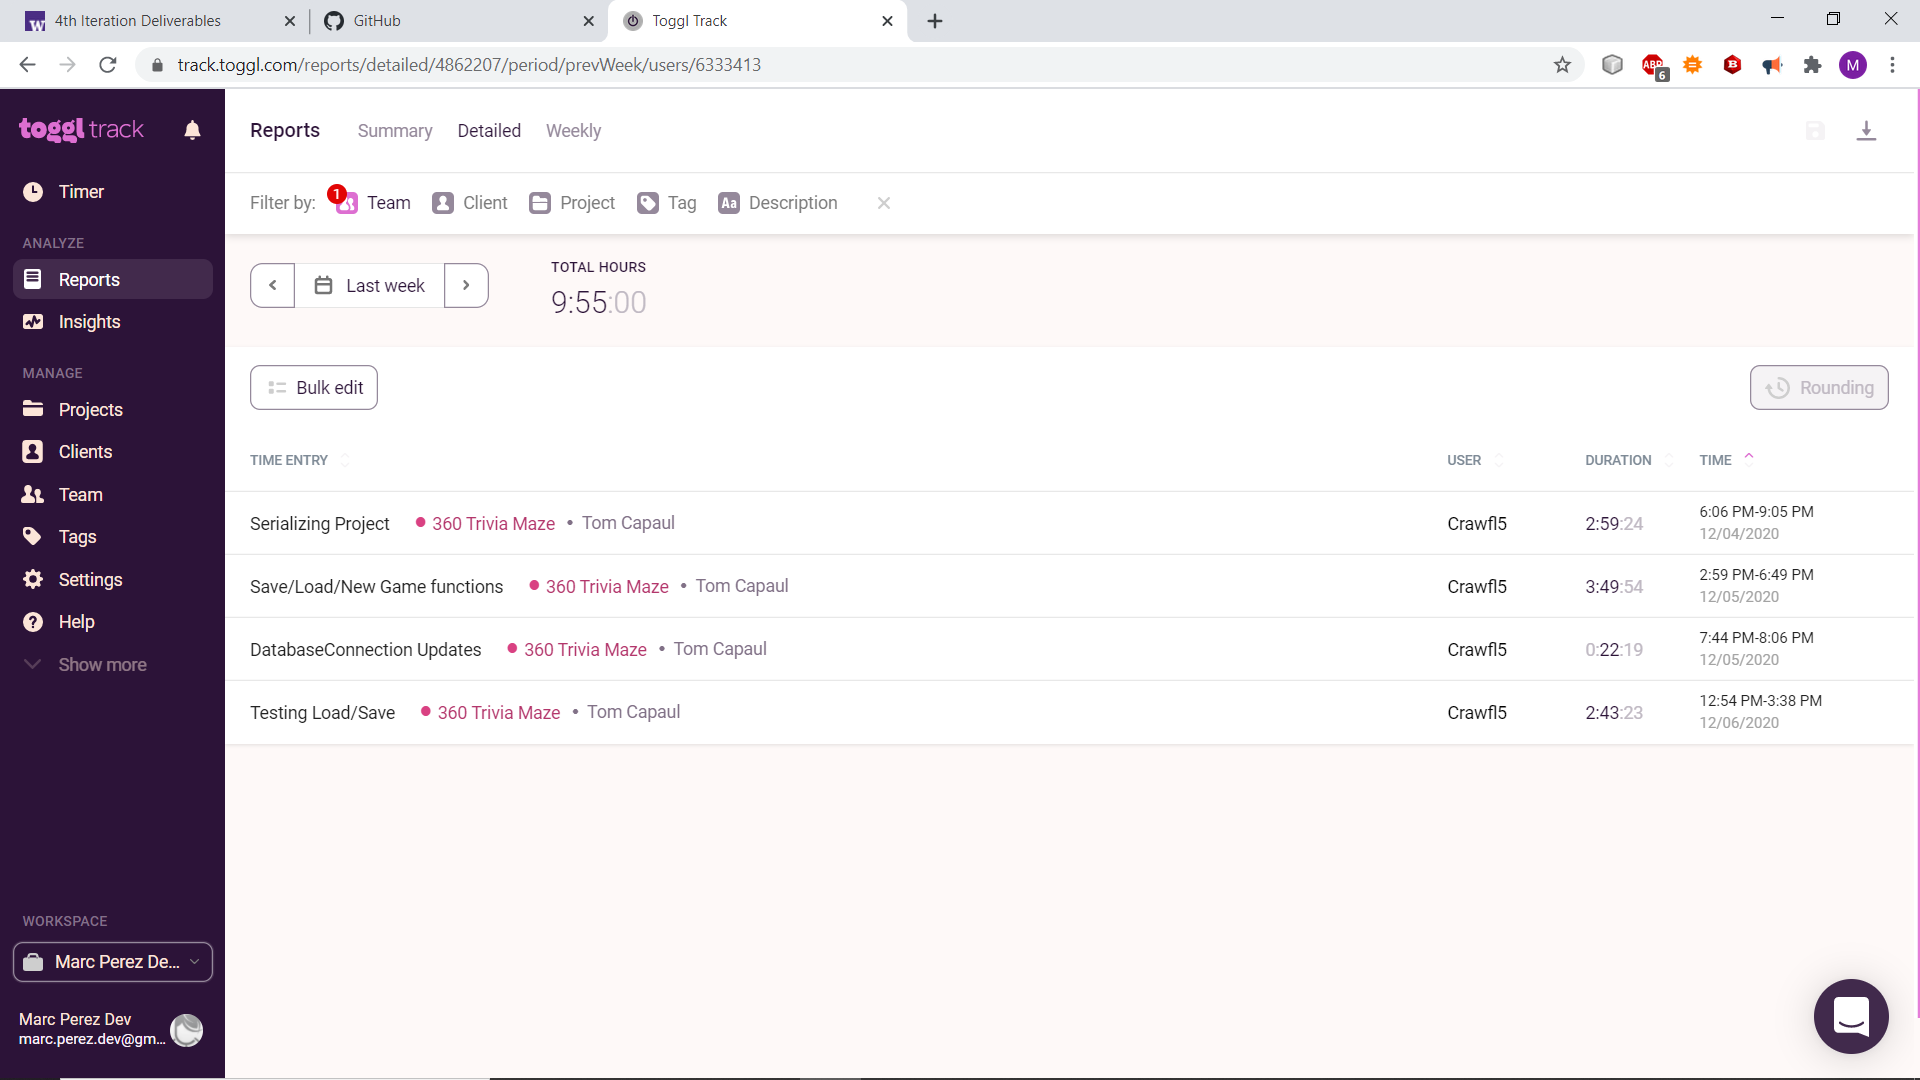 4th Iteration Deliverables
GitHub
Toggl Track
track.toggl.com/reports/detailed/4862207/period/prevWeek/users/6333413
ABP
6
B
M
toggl track
Timer
ANALYZE
Reports
Insights
MANAGE
Projects
Clients
Team
Tags
Settings
Help
Show more
WORKSPACE
Marc Perez De...
Marc Perez Dev
marc.perez.dev@gm...
Reports
Summary
Detailed
Weekly
Filter by:
1
Team
Client
Project
Tag
Aa
Description
Last week
TOTAL HOURS
9:55:00
Bulk edit
Rounding
TIME ENTRY USER DURATION TIME
Serializing Project 360 Trivia Maze • Tom Capaul Crawfl5 2:59:24 6:06 PM-9:05 PM
12/04/2020
Save/Load/New Game functions 360 Trivia Maze • Tom Capaul Crawfl5 3:49:54 2:59 PM-6:49 PM
12/05/2020
DatabaseConnection Updates 360 Trivia Maze • Tom Capaul Crawfl5 0:22:19 7:44 PM-8:06 PM
12/05/2020
Testing Load/Save 360 Trivia Maze • Tom Capaul Crawfl5 2:43:23 12:54 PM-3:38 PM
12/06/2020